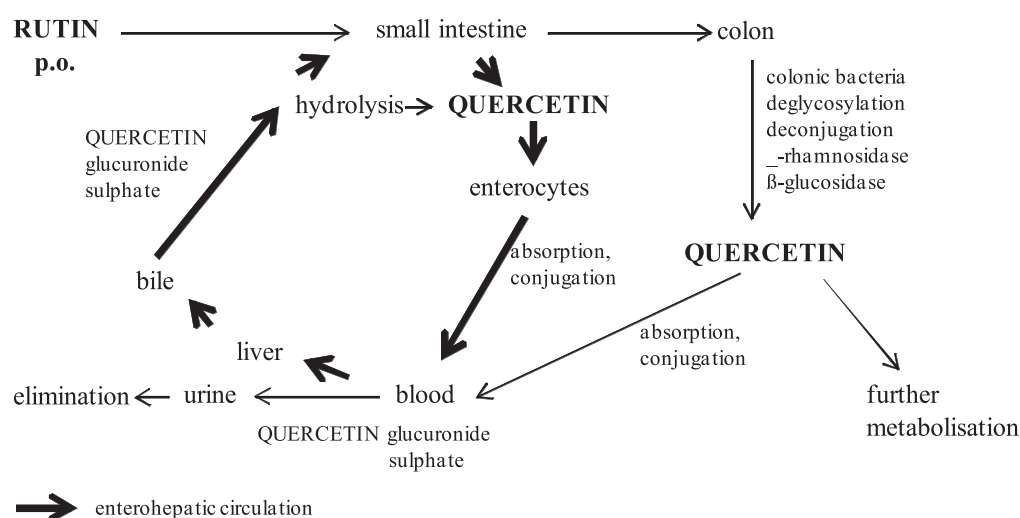 RUTIN
p.o.
small intestine
colon
hydrolysis
QUERCETIN
colonic bacteria
deglycosylation
deconjugation
_-rhamnosidase
ß-glucosidase
QUERCETIN
glucuronide
sulphate
enterocytes
absorption,
conjugation
QUERCETIN
bile
absorption,
conjugation
liver
elimination
urine
blood
further
metabolisation
QUERCETIN glucuronide
sulphate
enterohepatic circulation